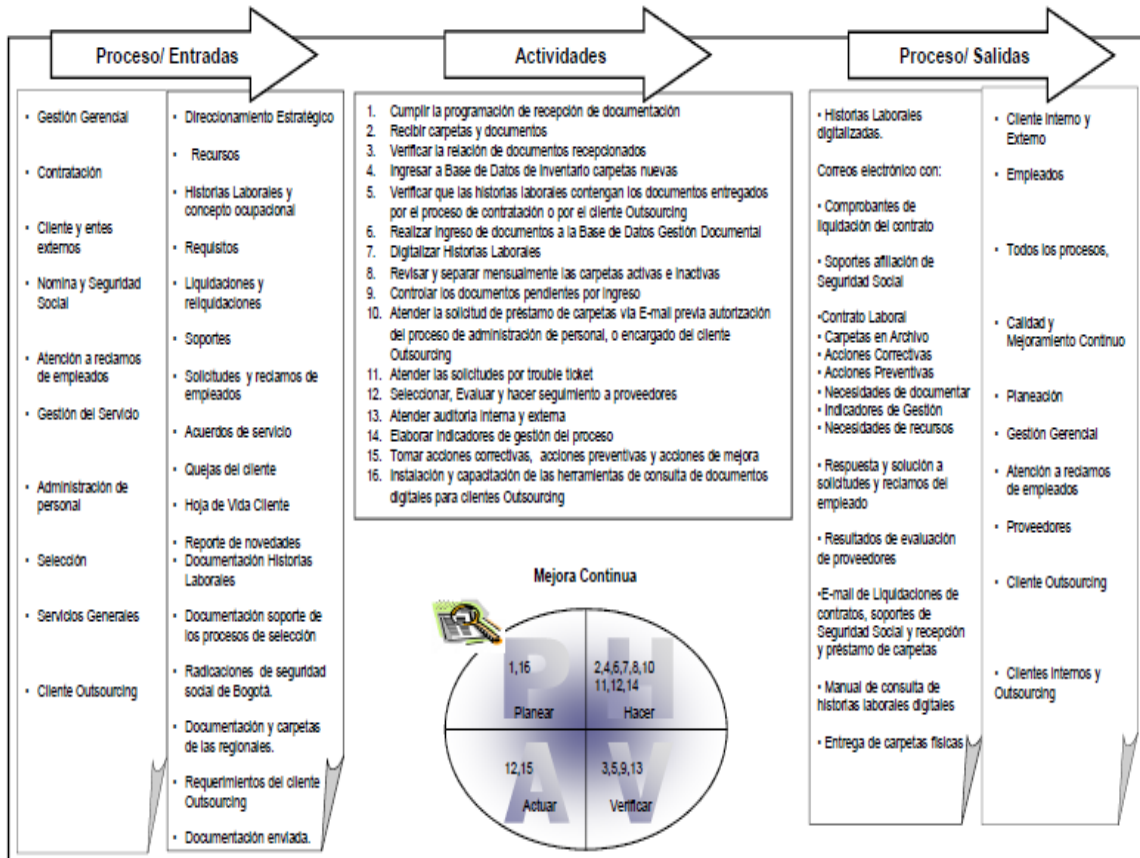 Proceso/ Entradas
Actividades
Proceso/ Salidas
• Gestión Gerencial
• Contratación
• Cliente y entes
externos
• Nomina y Seguridad
Social
• Atención a reclamos
de empleados
• Gestión del Servicio
• Administración de
personal
• Selección
• Servicios Generales
• Cliente Outsourcing
• Direccionamiento Estratégico
• Recursos
• Historias Laborales y
concepto ocupacional
• Requisitos
• Liquidaciones y
reliquidaciones
• Soportes
• Solicitudes y reclamos de
empleados
• Acuerdos de servicio
• Quejas del cliente
• Hoja de Vida Cliente
• Reporte de novedades
• Documentación Historias
Laborales
• Documentación soporte de
los procesos de selección
• Radicaciones de seguridad
social de Bogotá.
• Documentación y carpetas
de las regionales.
• Requerimientos del cliente
Outsourcing
• Documentación enviada.
1. Cumplir la programación de recepción de documentación
2. Recibir carpetas y documentos
3. Verificar la relación de documentos recepcionados
4. Ingresar a Base de Datos de Inventario carpetas nuevas
5. Verificar que las historias laborales contengan los documentos entregados
por el proceso de contratación o por el cliente Outsourcing
6. Realizar ingreso de documentos a la Base de Datos Gestión Documental
7. Digitalizar Historias Laborales
8. Revisar y separar mensualmente las carpetas activas e inactivas
9. Controlar los documentos pendientes por ingreso
10. Atender la solicitud de préstamo de carpetas vía E-mail previa autorización
del proceso de administración de personal, o encargado del cliente
Outsourcing
11. Atender las solicitudes por trouble ticket
12. Seleccionar, Evaluar y hacer seguimiento a proveedores
13. Atender auditoria interna y externa
14. Elaborar indicadores de gestión del proceso
15. Tomar acciones correctivas, acciones preventivas y acciones de mejora
16. Instalación y capacitación de las herramientas de consulta de documentos
digitales para clientes Outsourcing
Mejora Continua
P
1,16
Planear
H
2,4,6,7,8,10
11,12,14
Hacer
A
12,15
Actuar
V
3,5,9,13
Verificar
• Historias Laborales
digitalizadas.
Correos electrónico con:
• Comprobantes de
liquidación del contrato
• Soportes afiliación de
Seguridad Social
•Contrato Laboral
• Carpetas en Archivo
• Acciones Correctivas
• Acciones Preventivas
• Necesidades de documentar
• Indicadores de Gestión
• Necesidades de recursos
• Respuesta y solución a
solicitudes y reclamos del
empleado
• Resultados de evaluación
de proveedores
•E-mail de Liquidaciones de
contratos, soportes de
Seguridad Social y recepción
y préstamo de carpetas
• Manual de consulta de
historias laborales digitales
• Entrega de carpetas físicas
• Cliente Interno y
Externo
• Empleados
• Todos los procesos,
• Calidad y
Mejoramiento Continuo
• Planeación
• Gestión Gerencial
• Atención a reclamos
de empleados
• Proveedores
• Cliente Outsourcing
• Clientes Internos y
Outsourcing